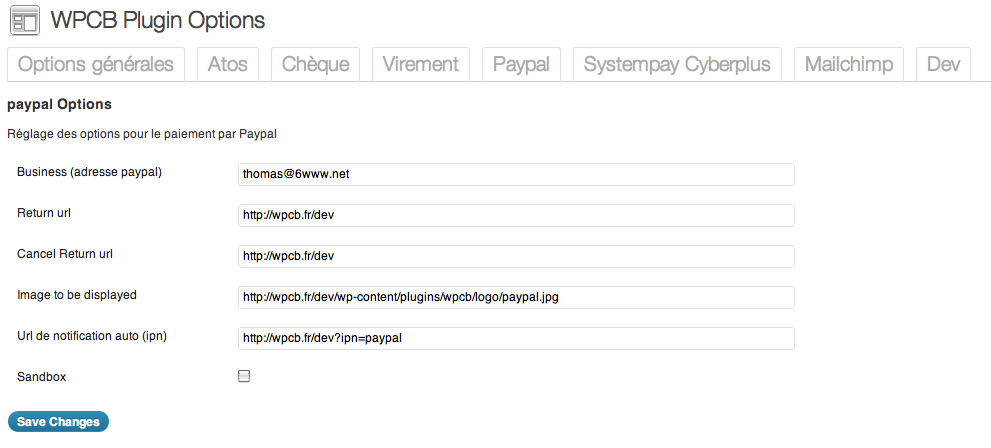 WPCB Plugin Options
Options générales Atos Chèque Virement Paypal Systempay Cyberplus Mailchimp Dev
paypal Options
Réglage des options pour le paiement par Paypal
Business (adresse paypal) thomas@6www.net
Return url http://wpcb.fr/dev
Cancel Return url http://wpcb.fr/dev
Image to be displayed http://wpcb.fr/dev/wp-content/plugins/wpcb/logo/paypal.jpg
Url de notification auto (ipn) http://wpcb.fr/dev?ipn=paypal
Sandbox
Save Changes